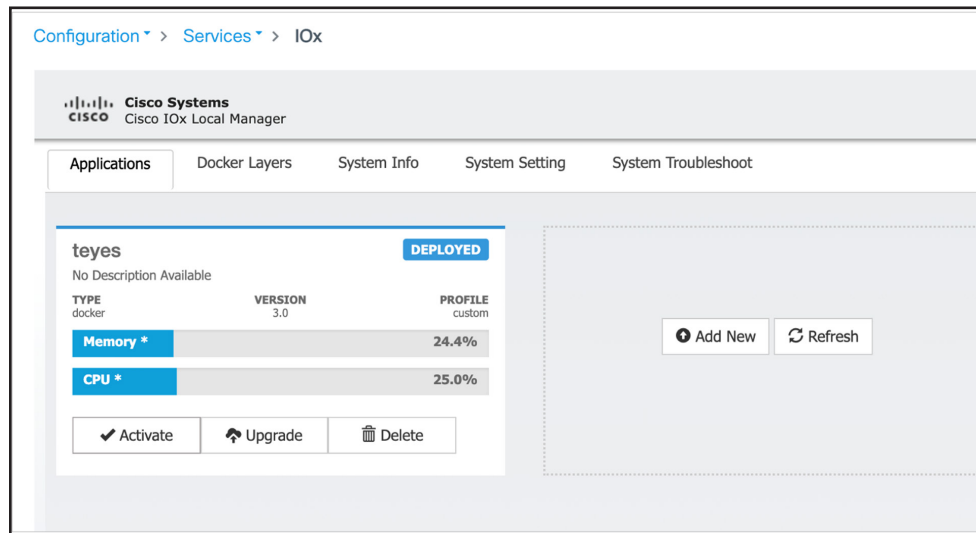 Configuration > Services > IOx
CISCO
Cisco Systems
Cisco IOx Local Manager
Applications Docker Layers System Info System Setting System Troubleshoot
teyes DEPLOYED
No Description Available
TYPE VERSION PROFILE
docker 3.0 custom
Memory * 24.4%
CPU * 25.0%
Add New Refresh
Activate Upgrade Delete